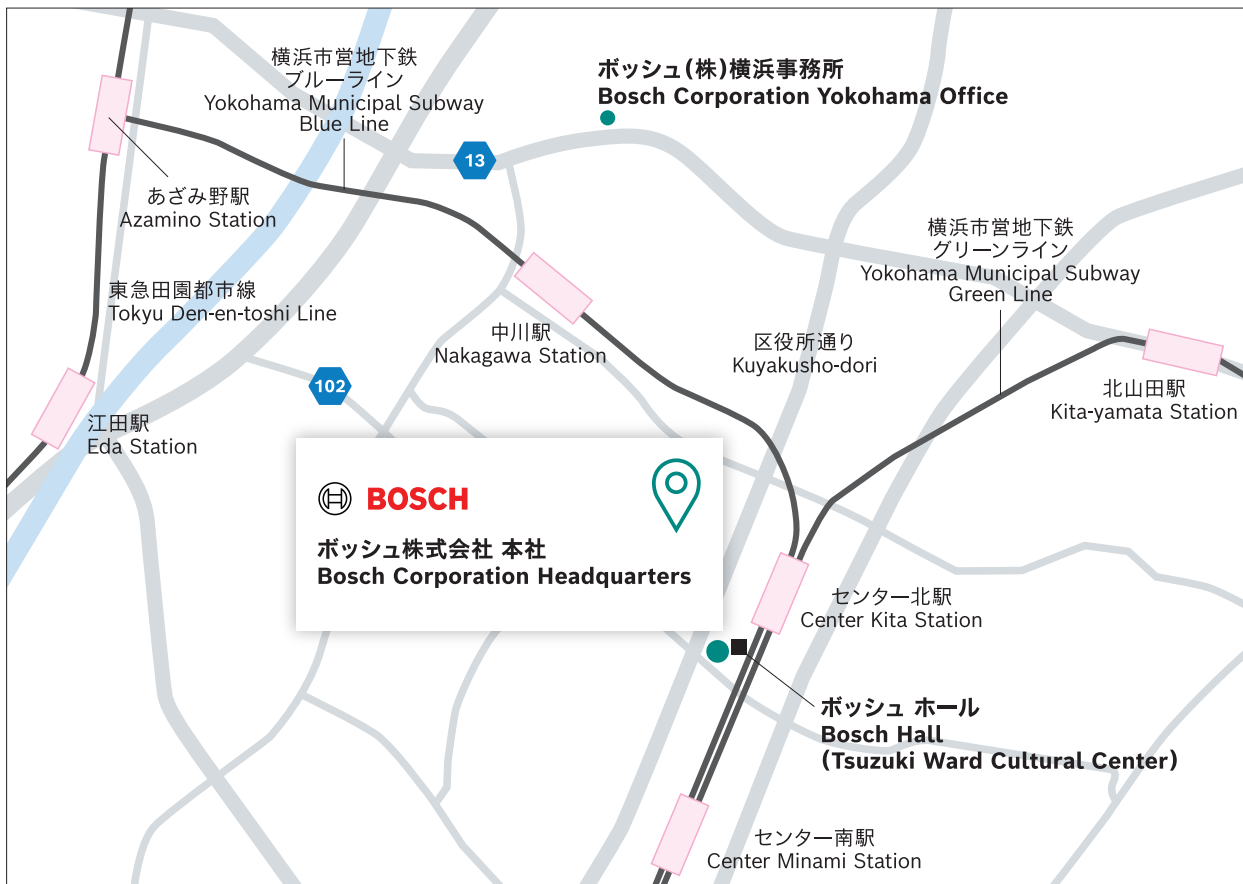 横浜市営地下鉄
ブルーライン
Yokohama Municipal Subway
Blue Line
ボッシュ(株)横浜事務所
Bosch Corporation Yokohama Office
13
あざみ野駅
Azamino Station
横浜市営地下鉄
グリーンライン
Yokohama Municipal Subway
Green Line
東急田園都市線
Tokyu Den-en-toshi Line
中川駅
Nakagawa Station
区役所通り
Kuyakusho-dori
102
北山田駅
Kita-yamata Station
江田駅
Eda Station
BOSCH
ボッシュ株式会社 本社
Bosch Corporation Headquarters
センター北駅
Center Kita Station
ボッシュ ホール
Bosch Hall
(Tsuzuki Ward Cultural Center)
センター南駅
Center Minami Station